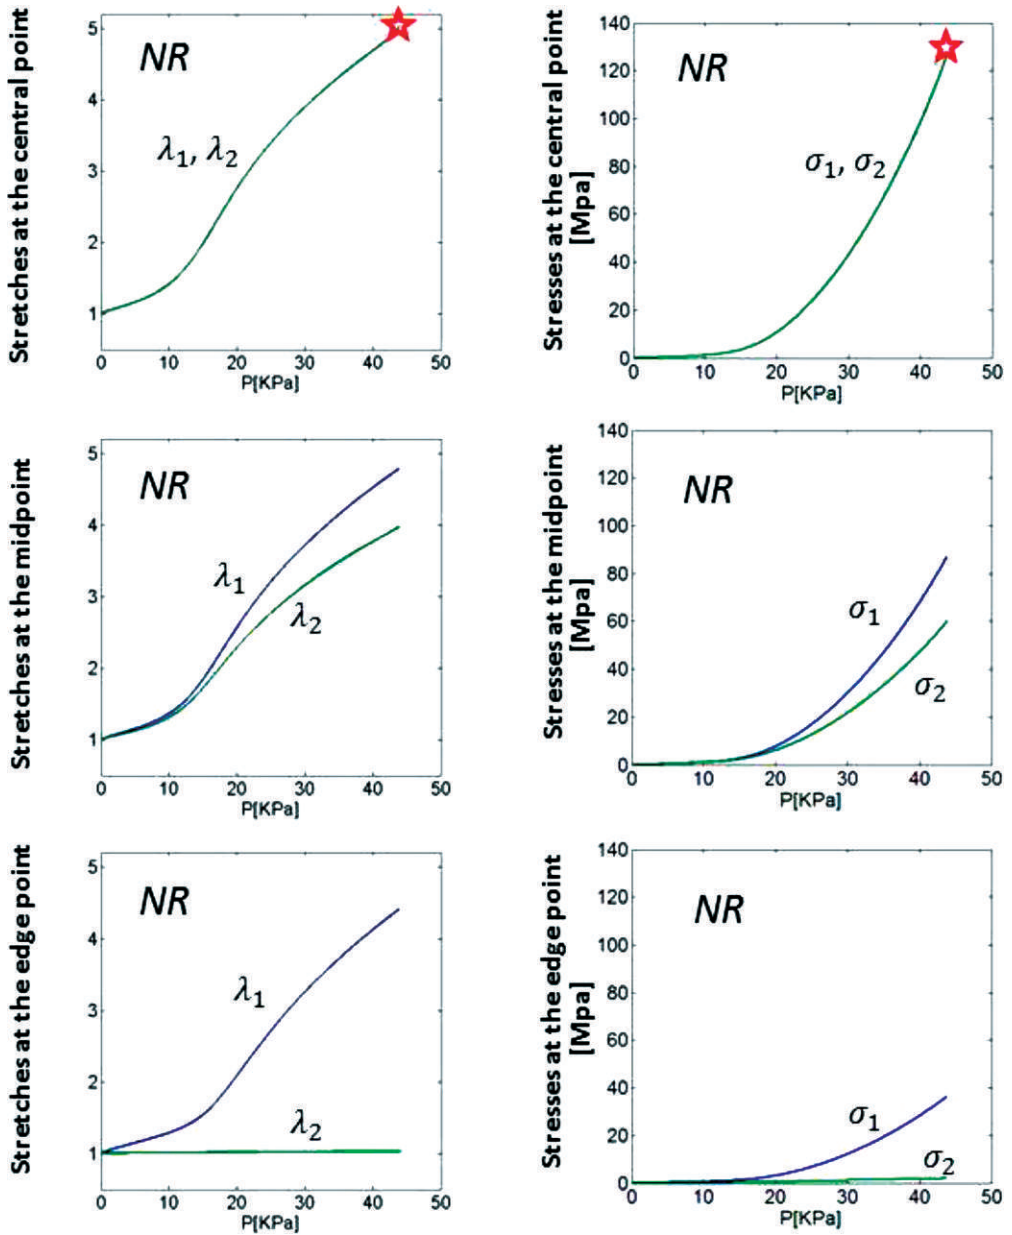 Stretches at the central point
5
4
3
2
1
NR
λ1, λ2
0 10 20 30 40 50
P[KPa]
Stresses at the central point
[Mpa]
140
120
100
80
60
40
20
0
NR
σ1, σ2
0 10 20 30 40 50
P[KPa]
Stretches at the midpoint
5
4
3
2
1
NR
λ1
λ2
0 10 20 30 40 50
P[KPa]
Stresses at the midpoint
[Mpa]
140
120
100
80
60
40
20
0
NR
σ1
σ2
0 10 20 30 40 50
P[KPa]
Stretches at the edge point
5
4
3
2
1
NR
λ1
λ2
0 10 20 30 40 50
P[KPa]
Stresses at the edge point
[Mpa]
140
120
100
80
60
40
20
0
NR
σ1
σ2
0 10 20 30 40 50
P[KPa]